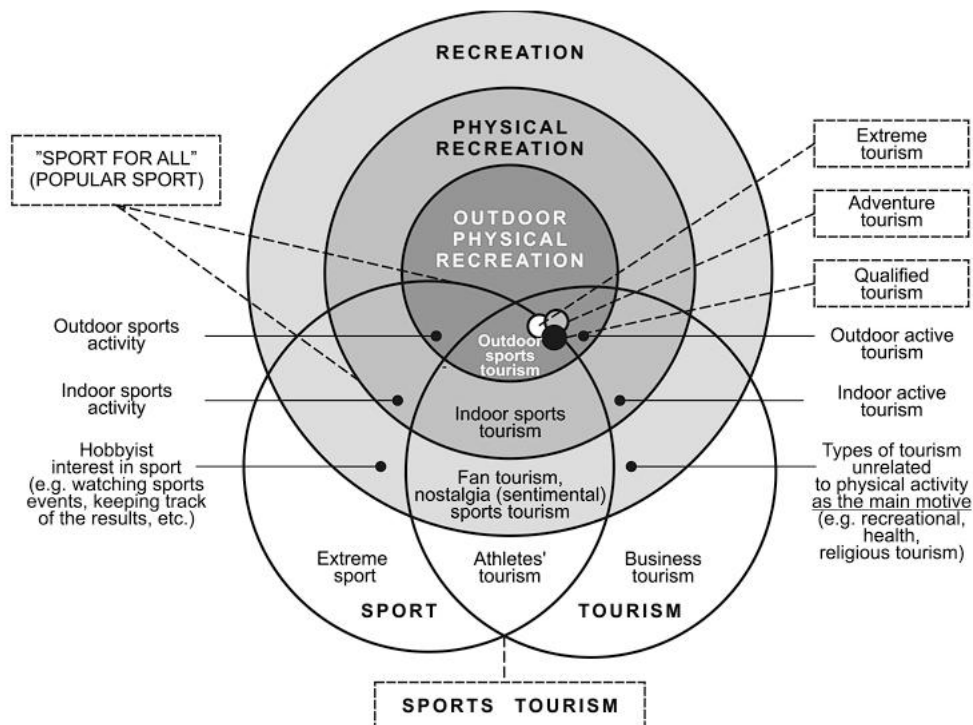 RECREATION
PHYSICAL
RECREATION
OUTDOOR
PHYSICAL
RECREATION
"SPORT FOR ALL"
(POPULAR SPORT)
Extreme
tourism
Adventure
tourism
Qualified
tourism
Outdoor sports
activity
Outdoor
sports
tourism
Outdoor active
tourism
Indoor sports
activity
Indoor sports
tourism
Indoor active
tourism
Hobbyist
interest in sport
(e.g. watching sports
events, keeping track
of the results, etc.)
Fan tourism,
nostalgia (sentimental)
sports tourism
Types of tourism
unrelated
to physical activity
as the main motive
(e.g. recreational,
health,
religious tourism)
Extreme
sport
Athletes'
tourism
Business
tourism
SPORT
TOURISM
SPORTS TOURISM